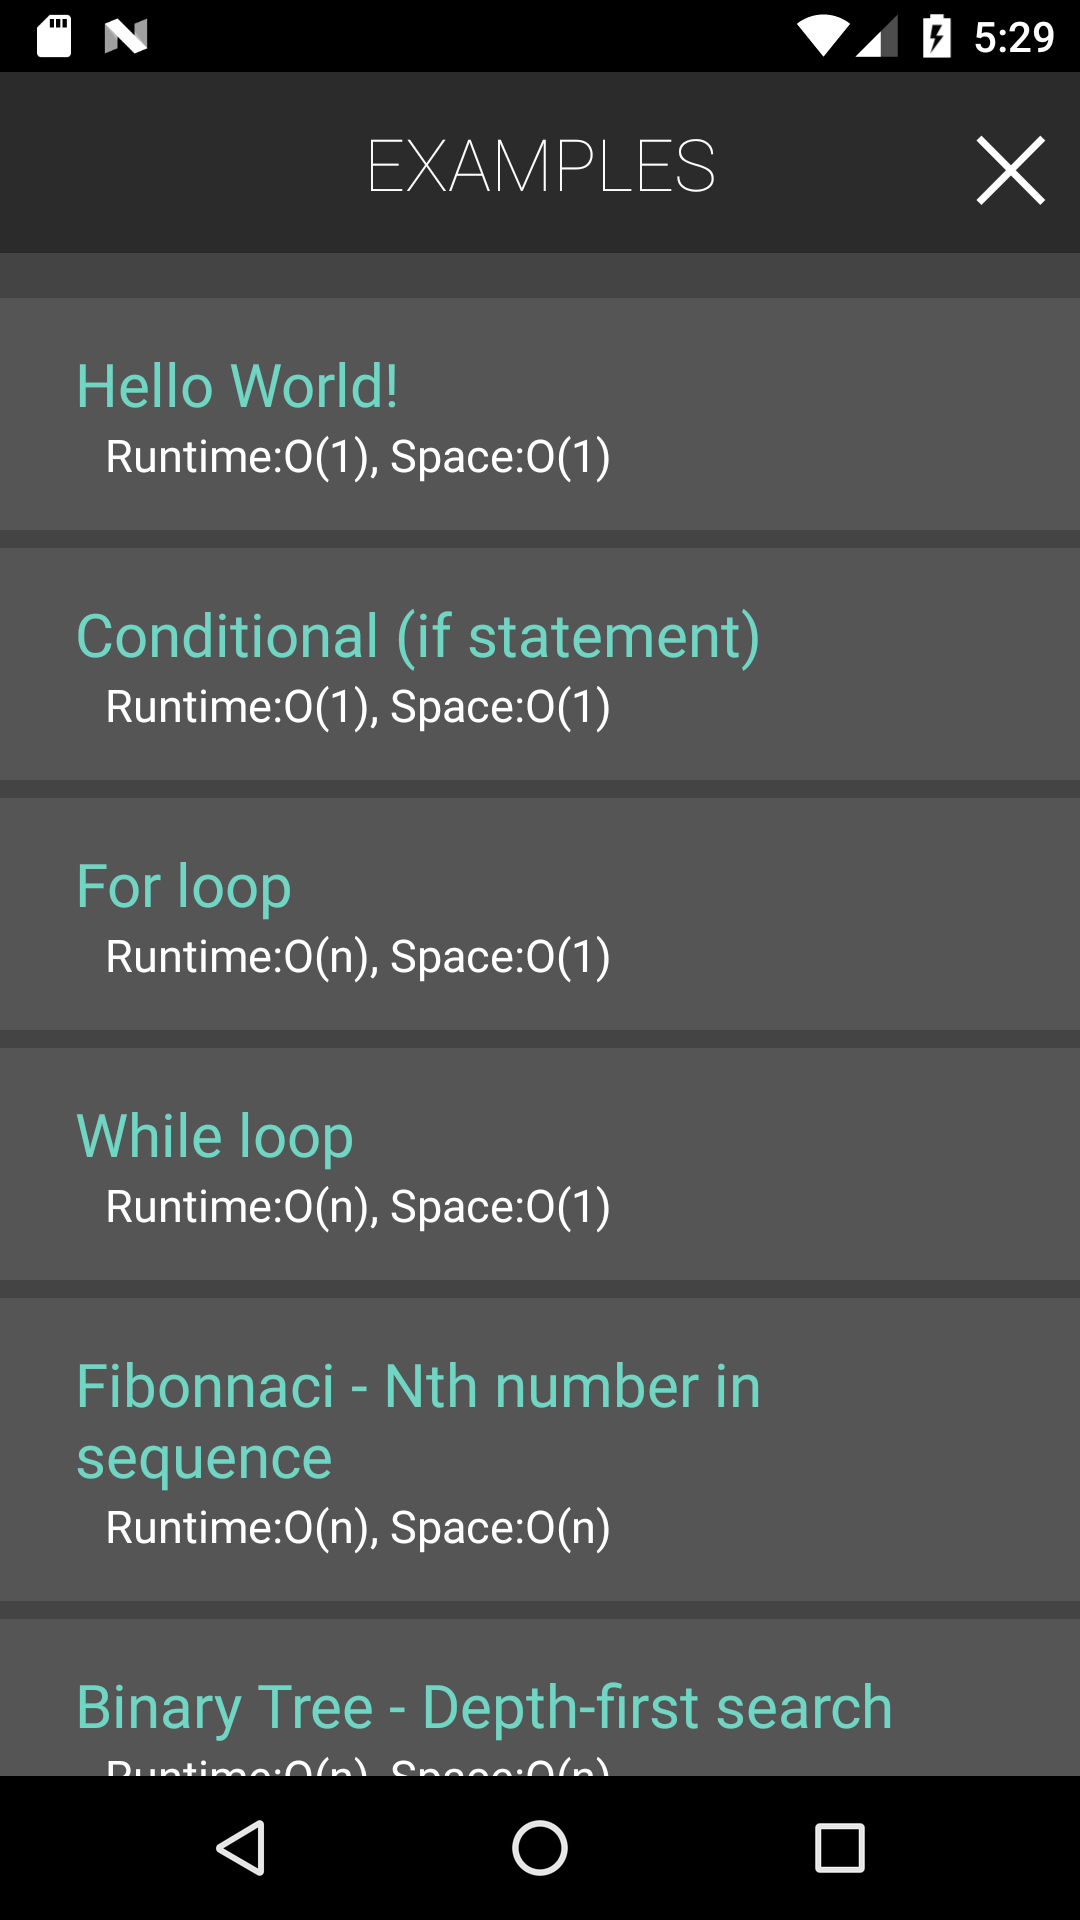 5:29
EXAMPLES
Hello World!
Runtime:O(1), Space:O(1)
Conditional (if statement)
Runtime:O(1), Space:O(1)
For loop
Runtime:O(n), Space:O(1)
While loop
Runtime:O(n), Space:O(1)
Fibonnaci - Nth number in
sequence
Runtime:O(n), Space:O(n)
Binary Tree - Depth-first search
Runtime:O(n), Space:O(n)